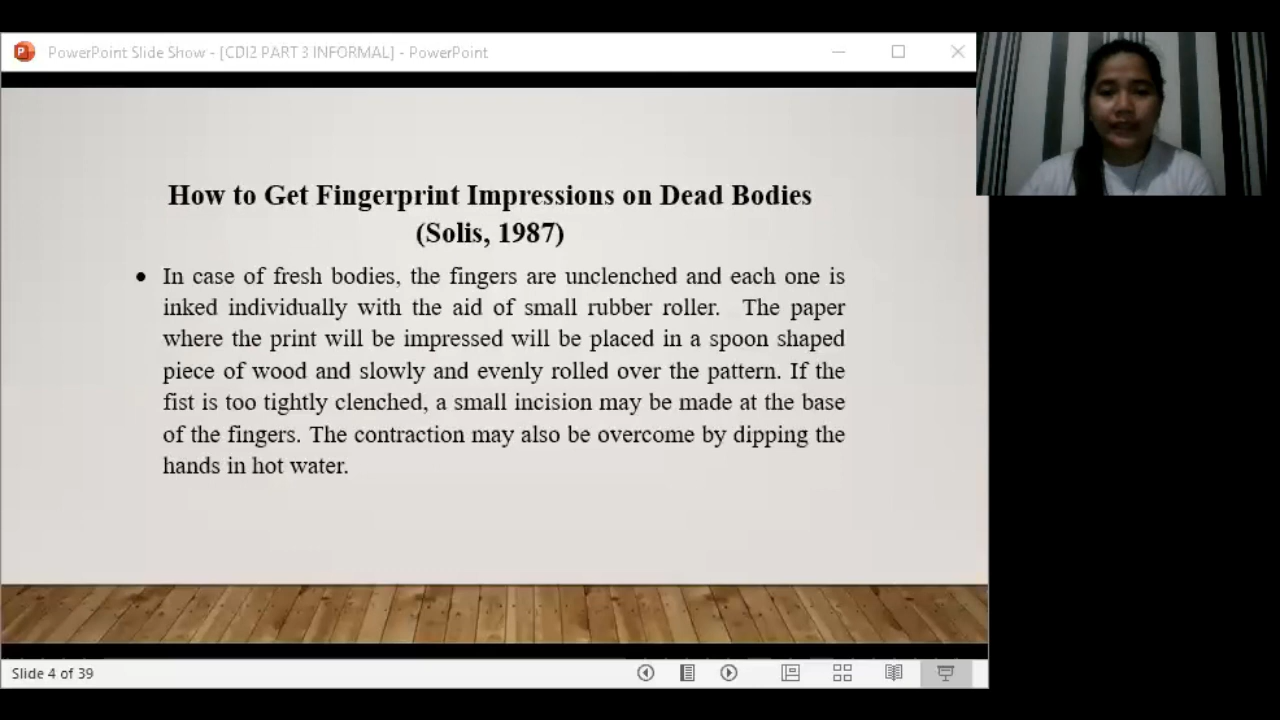 PowerPoint Slide Show - [CDI2 PART 3 INFORMAL] - PowerPoint
How to Get Fingerprint Impressions on Dead Bodies
(Solis, 1987)
• In case of fresh bodies, the fingers are unclenched and each one is
inked individually with the aid of small rubber roller. The paper
where the print will be impressed will be placed in a spoon shaped
piece of wood and slowly and evenly rolled over the pattern. If the
fist is too tightly clenched, a small incision may be made at the base
of the fingers. The contraction may also be overcome by dipping the
hands in hot water.
Slide 4 of 39